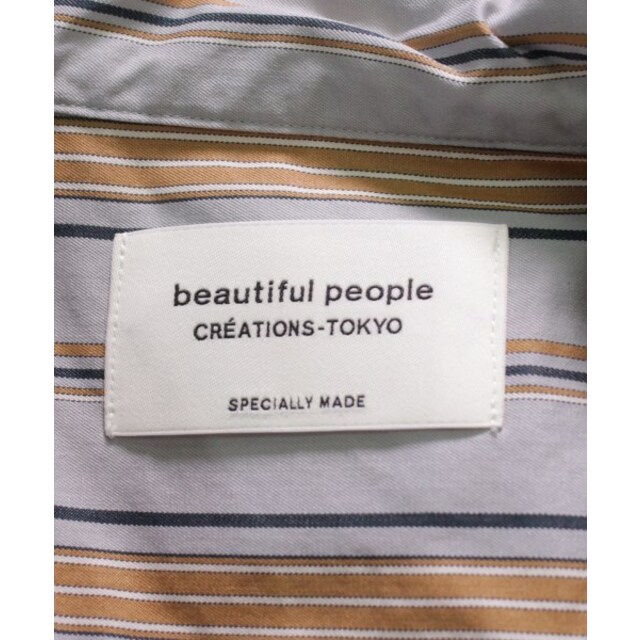 beautiful people
CRÉATIONS-TOKYO
SPECIALLY MADE